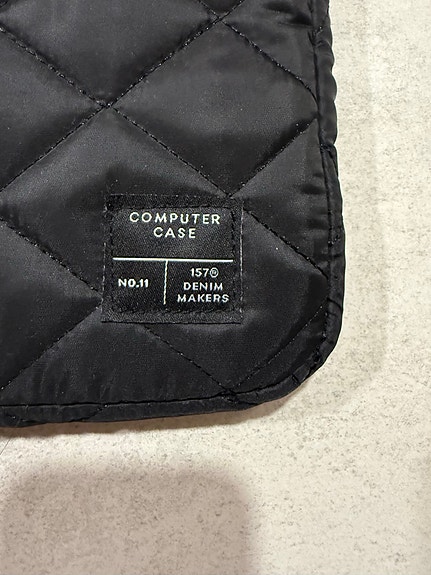 COMPUTER
CASE
NO.11
157®
DENIM
MAKERS